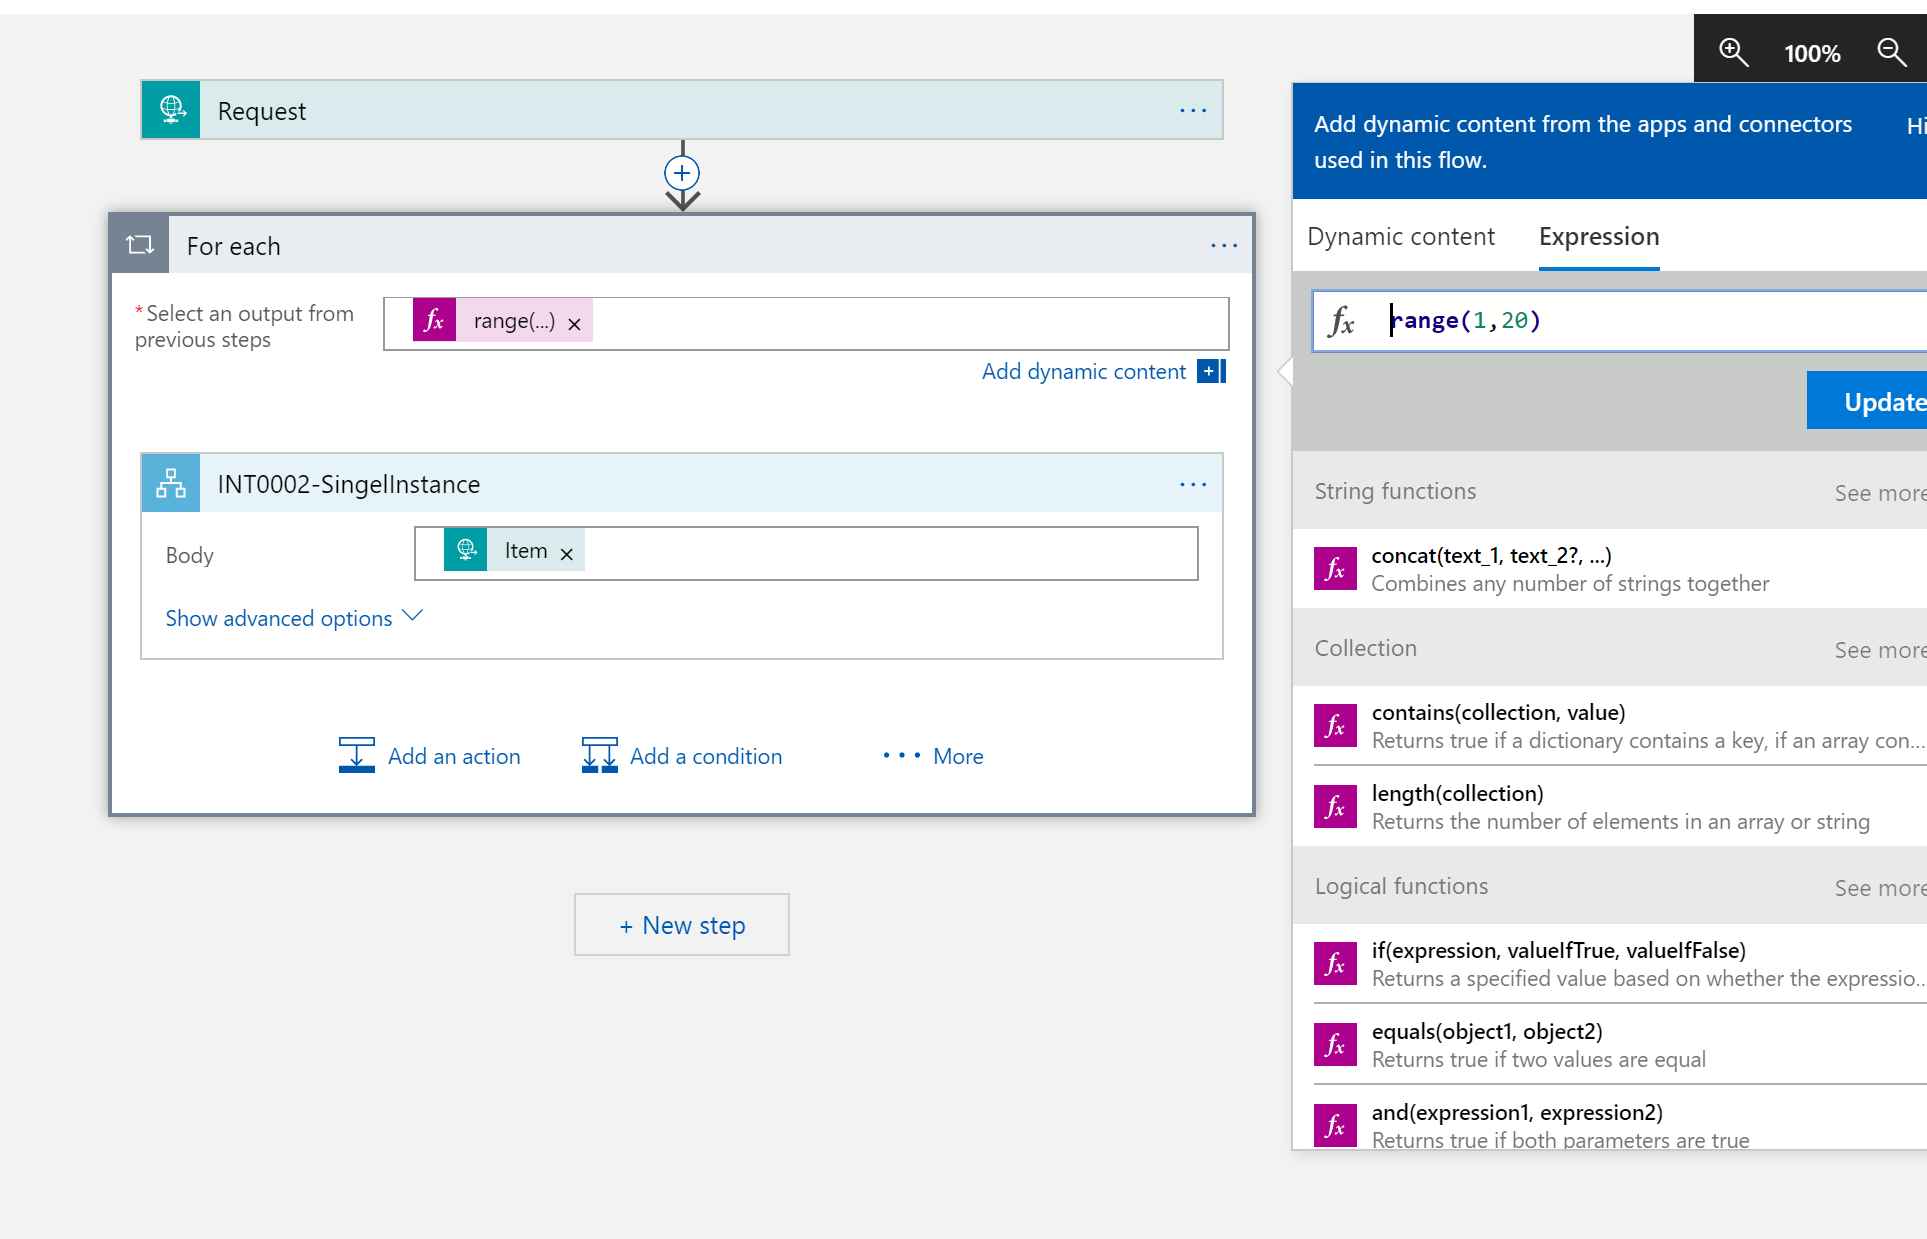 100%
Request
Add dynamic content from the apps and connectors
used in this flow.
Hi
For each
Dynamic content
Expression
*Select an output from
previous steps
fx range(...) ×
fx range(1,20)
Add dynamic content
Update
INT0002-SingelInstance
Body
Item ×
Show advanced options
String functions
See more
fx concat(text_1, text_2?, ...)
Combines any number of strings together
Collection
See more
fx contains(collection, value)
Returns true if a dictionary contains a key, if an array con...
fx length(collection)
Returns the number of elements in an array or string
Add an action
Add a condition
··· More
Logical functions
See more
+ New step
fx if(expression, valueIfTrue, valueIfFalse)
Returns a specified value based on whether the expressio...
fx equals(object1, object2)
Returns true if two values are equal
fx and(expression1, expression2)
Returns true if both parameters are true